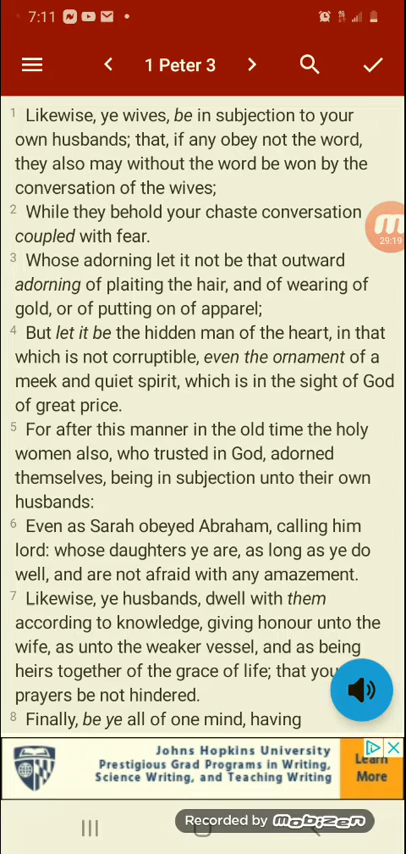 7:11
1 Peter 3
1 Likewise, ye wives, be in subjection to your
own husbands; that, if any obey not the word,
they also may without the word be won by the
conversation of the wives;
2 While they behold your chaste conversation
coupled with fear.
29:19
3 Whose adorning let it not be that outward
adorning of plaiting the hair, and of wearing of
gold, or of putting on of apparel;
4 But let it be the hidden man of the heart, in that
which is not corruptible, even the ornament of a
meek and quiet spirit, which is in the sight of God
of great price.
5 For after this manner in the old time the holy
women also, who trusted in God, adorned
themselves, being in subjection unto their own
husbands:
6 Even as Sarah obeyed Abraham, calling him
lord: whose daughters ye are, as long as ye do
well, and are not afraid with any amazement.
7 Likewise, ye husbands, dwell with them
according to knowledge, giving honour unto the
wife, as unto the weaker vessel, and as being
heirs together of the grace of life; that you
prayers be not hindered.
8 Finally, be ye all of one mind, having
Johns Hopkins University
Prestigious Grad Programs in Writing,
Science Writing, and Teaching Writing
Learn
More
Recorded by mobizen